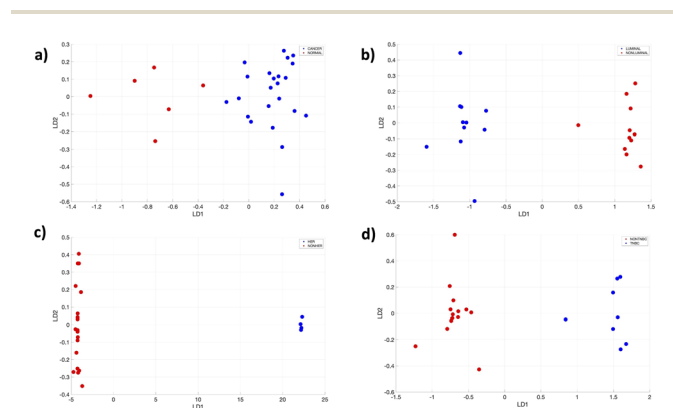 a)
0.3
0.2
0.1
0
-0.1
-0.2
-0.3
-0.4
-0.5
-0.6
LD2
-1.4 -1.2 -1 -0.8 -0.6 -0.4 -0.2 0 0.2 0.4 0.6
LD1
CANCER
NORMAL
b)
0.5
0.4
0.3
0.2
0.1
0
-0.1
-0.2
-0.3
-0.4
-0.5
LD2
-2 -1.5 -1 -0.5 0 0.5 1 1.5
LD1
LUMINAL
NONLUMINAL
c)
0.5
0.4
0.3
0.2
0.1
0
-0.1
-0.2
-0.3
-0.4
LD2
-5 0 5 10 15 20 25
LD1
HER
NONHER
d)
0.6
0.4
0.2
0
-0.2
-0.4
-0.6
LD2
-1.5 -1 -0.5 0 0.5 1 1.5 2
LD1
NONTNBC
TNBC